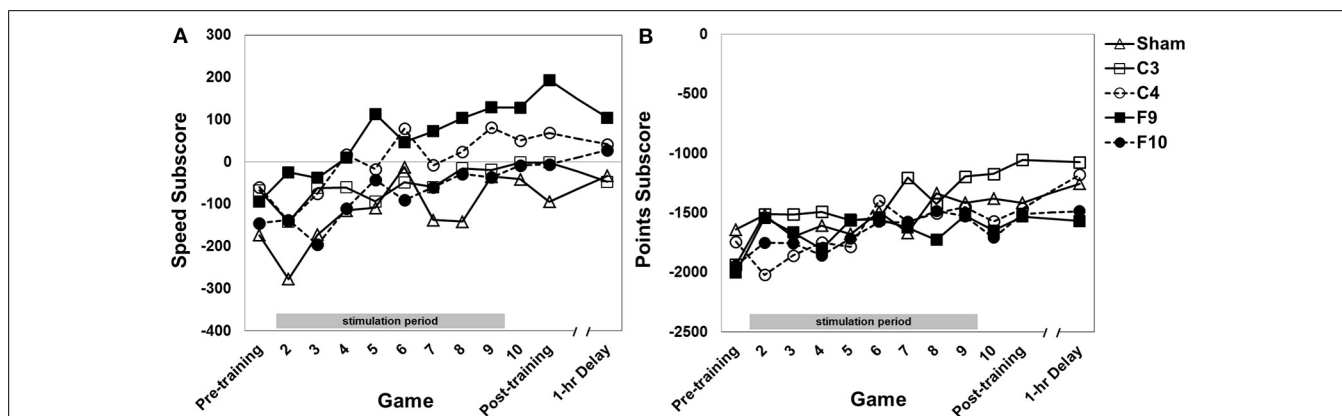 A
Speed Subscore
300
200
100
0
-100
-200
-300
-400
stimulation period
Pre-training
2
3
4
5
6
7
8
9
10
Post-training
//
1-hr Delay
Game
B
Points Subscore
0
-500
-1000
-1500
-2000
-2500
stimulation period
Pre-training
2
3
4
5
6
7
8
9
10
Post-training
//
1-hr Delay
Game
Sham
C3
C4
F9
F10